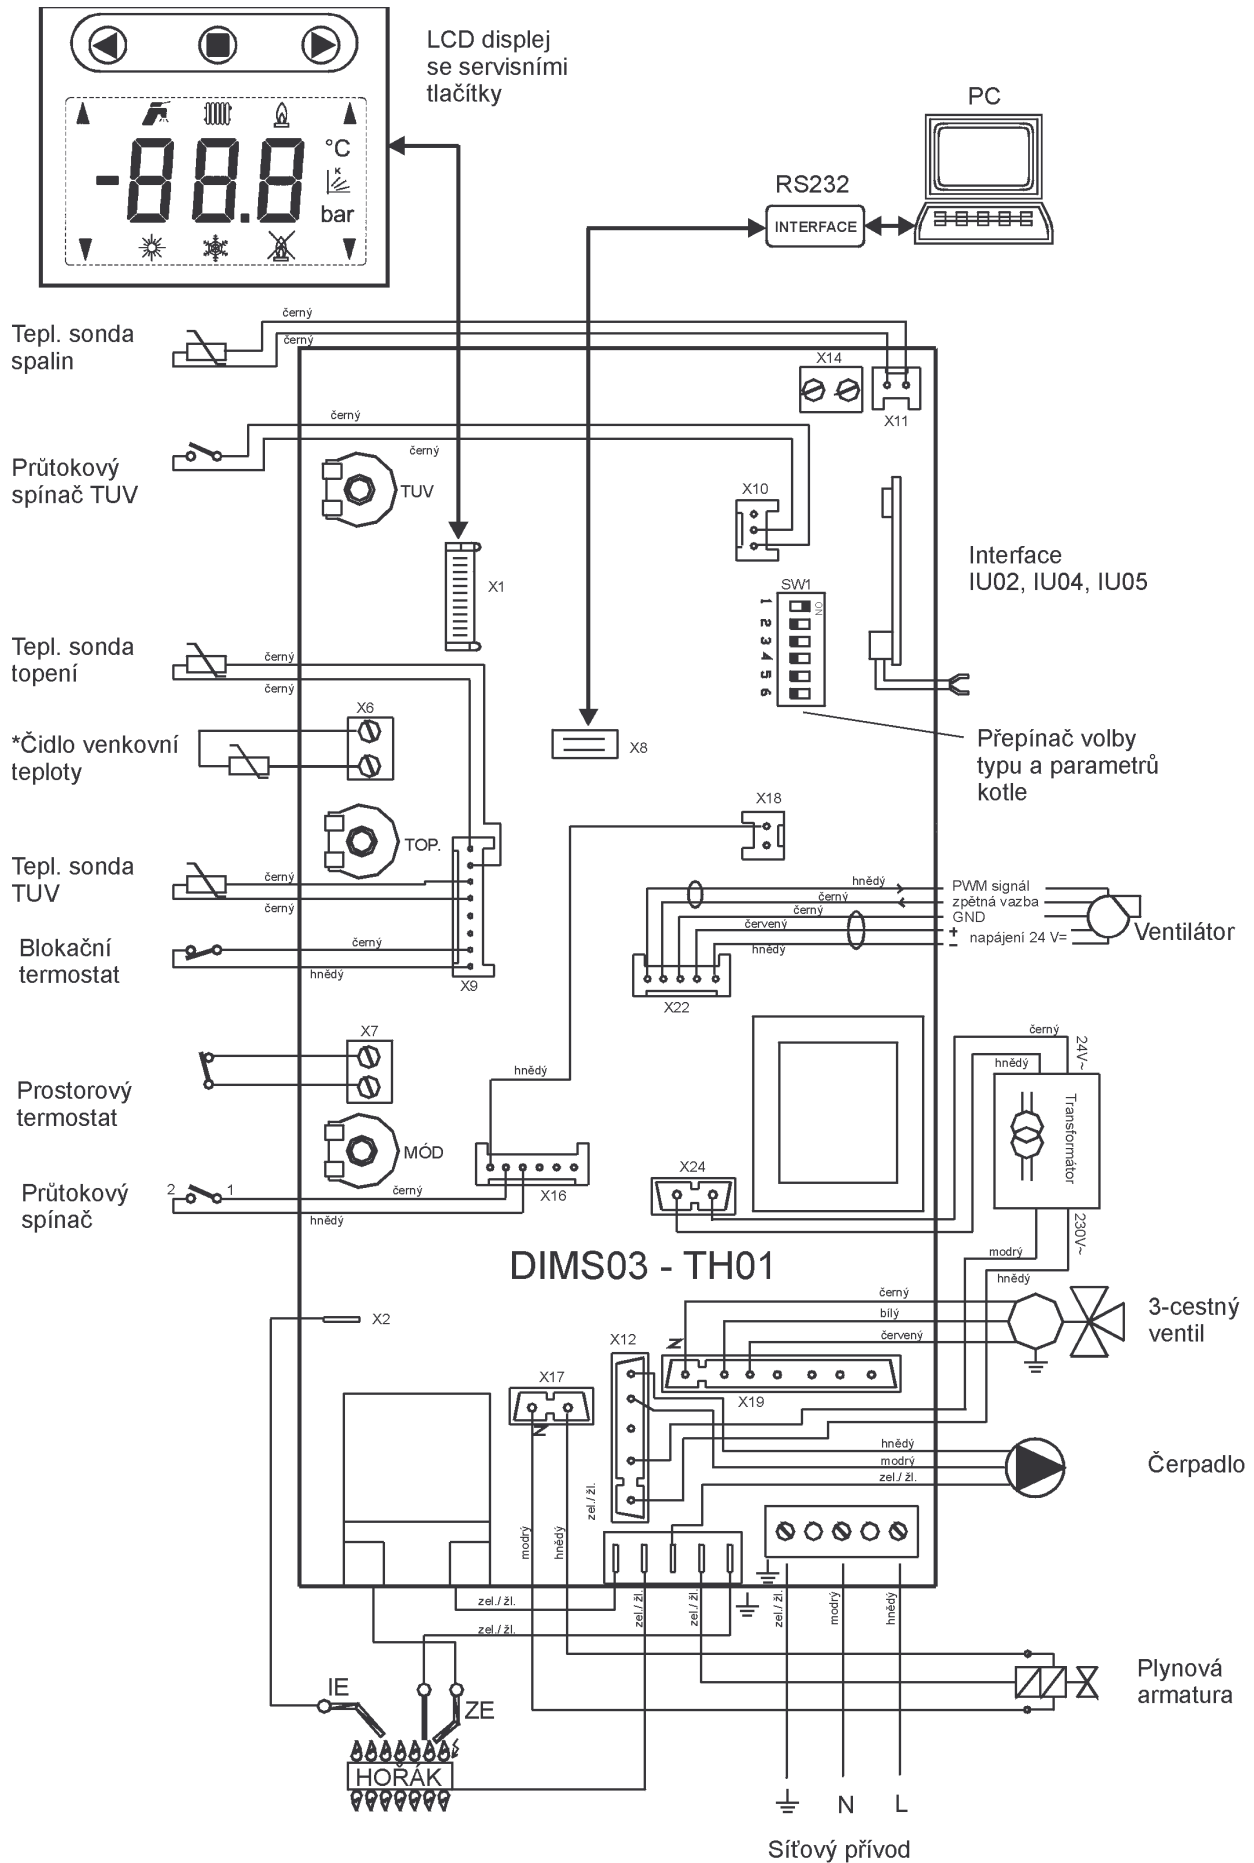 LCD displej
se servisními
tlačítky
-88.8
°C
K
bar
PC
RS232
INTERFACE
Tepl. sonda
spalin
černý
černý
X14
X11
Průtokový
spínač TUV
černý
černý
TUV
X10
X1
Interface
IU02, IU04, IU05
SW1
ON
1
2
3
4
5
6
Tepl. sonda
topení
černý
černý
X6
*Čidlo venkovní
teploty
X8
Přepínač volby
typu a parametrů
kotle
X18
TOP.
Tepl. sonda
TUV
černý
černý
hnědý
černý
černý
červený
hnědý
PWM signál
zpětná vazba
GND
+
napájení 24 V=
–
Ventilátor
Blokační
termostat
černý
hnědý
X9
X22
X7
Prostorový
termostat
hnědý
MÓD
černý
hnědý
24V~
Transformátor
230V~
X24
X16
Průtokový
spínač
2
1
černý
hnědý
modrý
hnědý
DIMS03 - TH01
X2
černý
bílý
červený
3-cestný
ventil
X12
N
X19
X17
N
hnědý
modrý
zel./ žl.
Čerpadlo
zel./ žl.
modrý
hnědý
zel./ žl.
zel./ žl.
zel./ žl.
zel./ žl.
zel./ žl.
modrý
hnědý
IE
ZE
HOŘÁK
Plynová
armatura
N
L
Síťový přívod